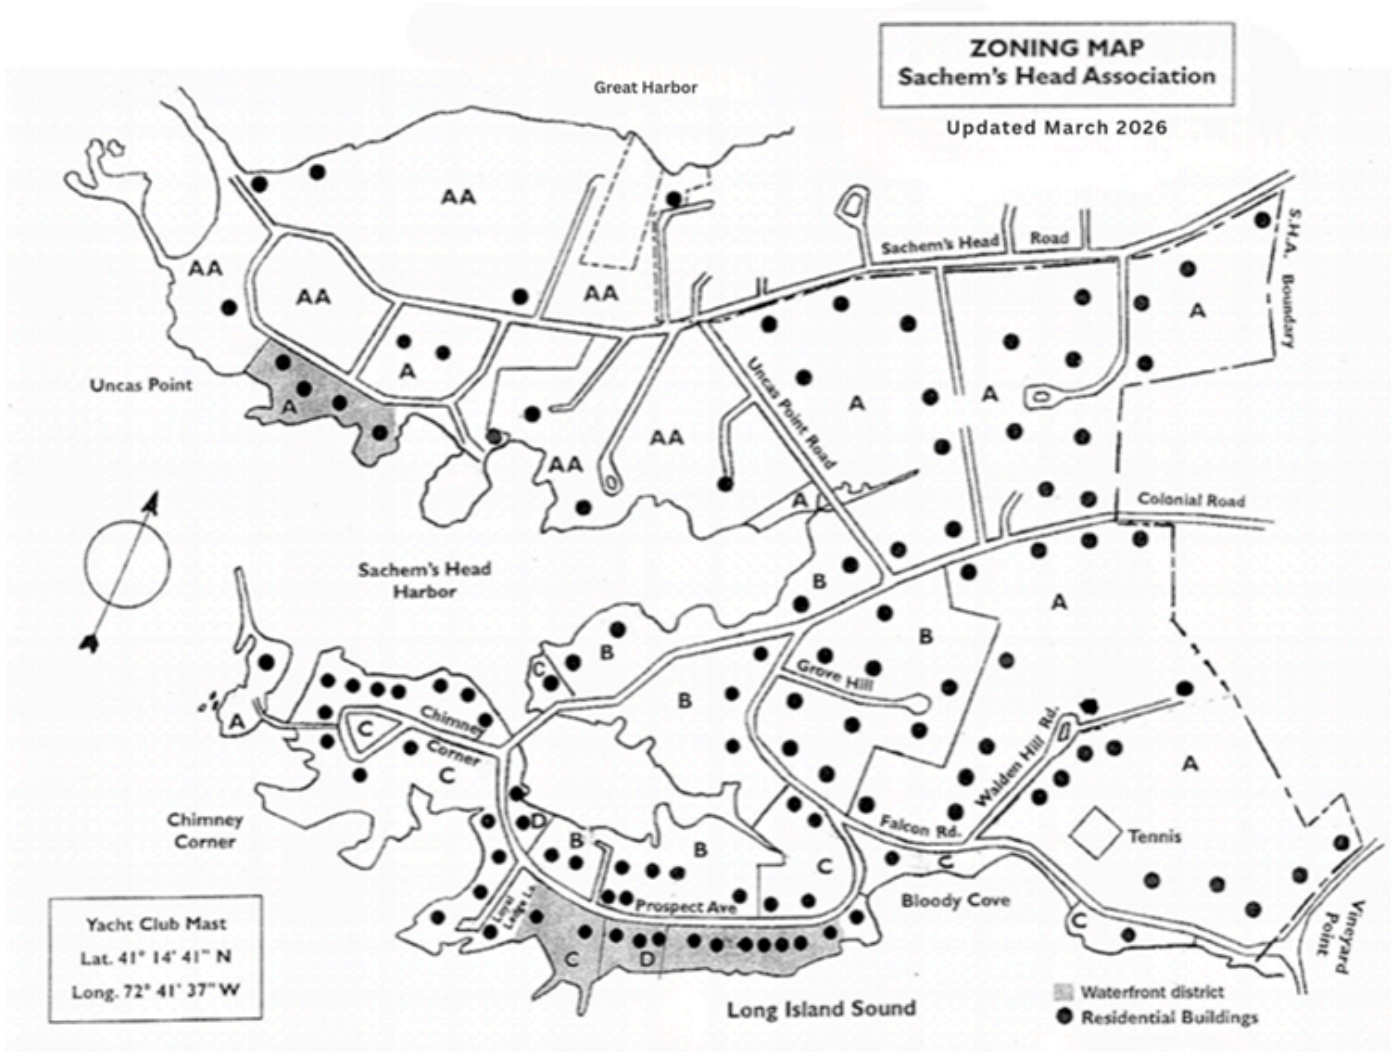 ZONING MAP
Sachem's Head Association
Updated March 2026
Great Harbor
AA
AA
AA
AA
A
A
Uncas Point
AA
AA
Sachem's Head Road
S.H.A. Boundary
A
A
A
Uncas Point Road
A
Colonial Road
Sachem's Head
Harbor
B
A
B
B
C
B
Grove Hill
A
C
Chimney
Corner
C
Walden Hill Rd.
A
Chimney
Corner
D
B
B
C
Falcon Rd.
C
Tennis
Loyal
Ledge L.
Prospect Ave
Bloody Cove
C
Vineyard
Point
C
D
Yacht Club Mast
Lat. 41° 14' 41" N
Long. 72° 41' 37" W
Long Island Sound
Waterfront district
Residential Buildings